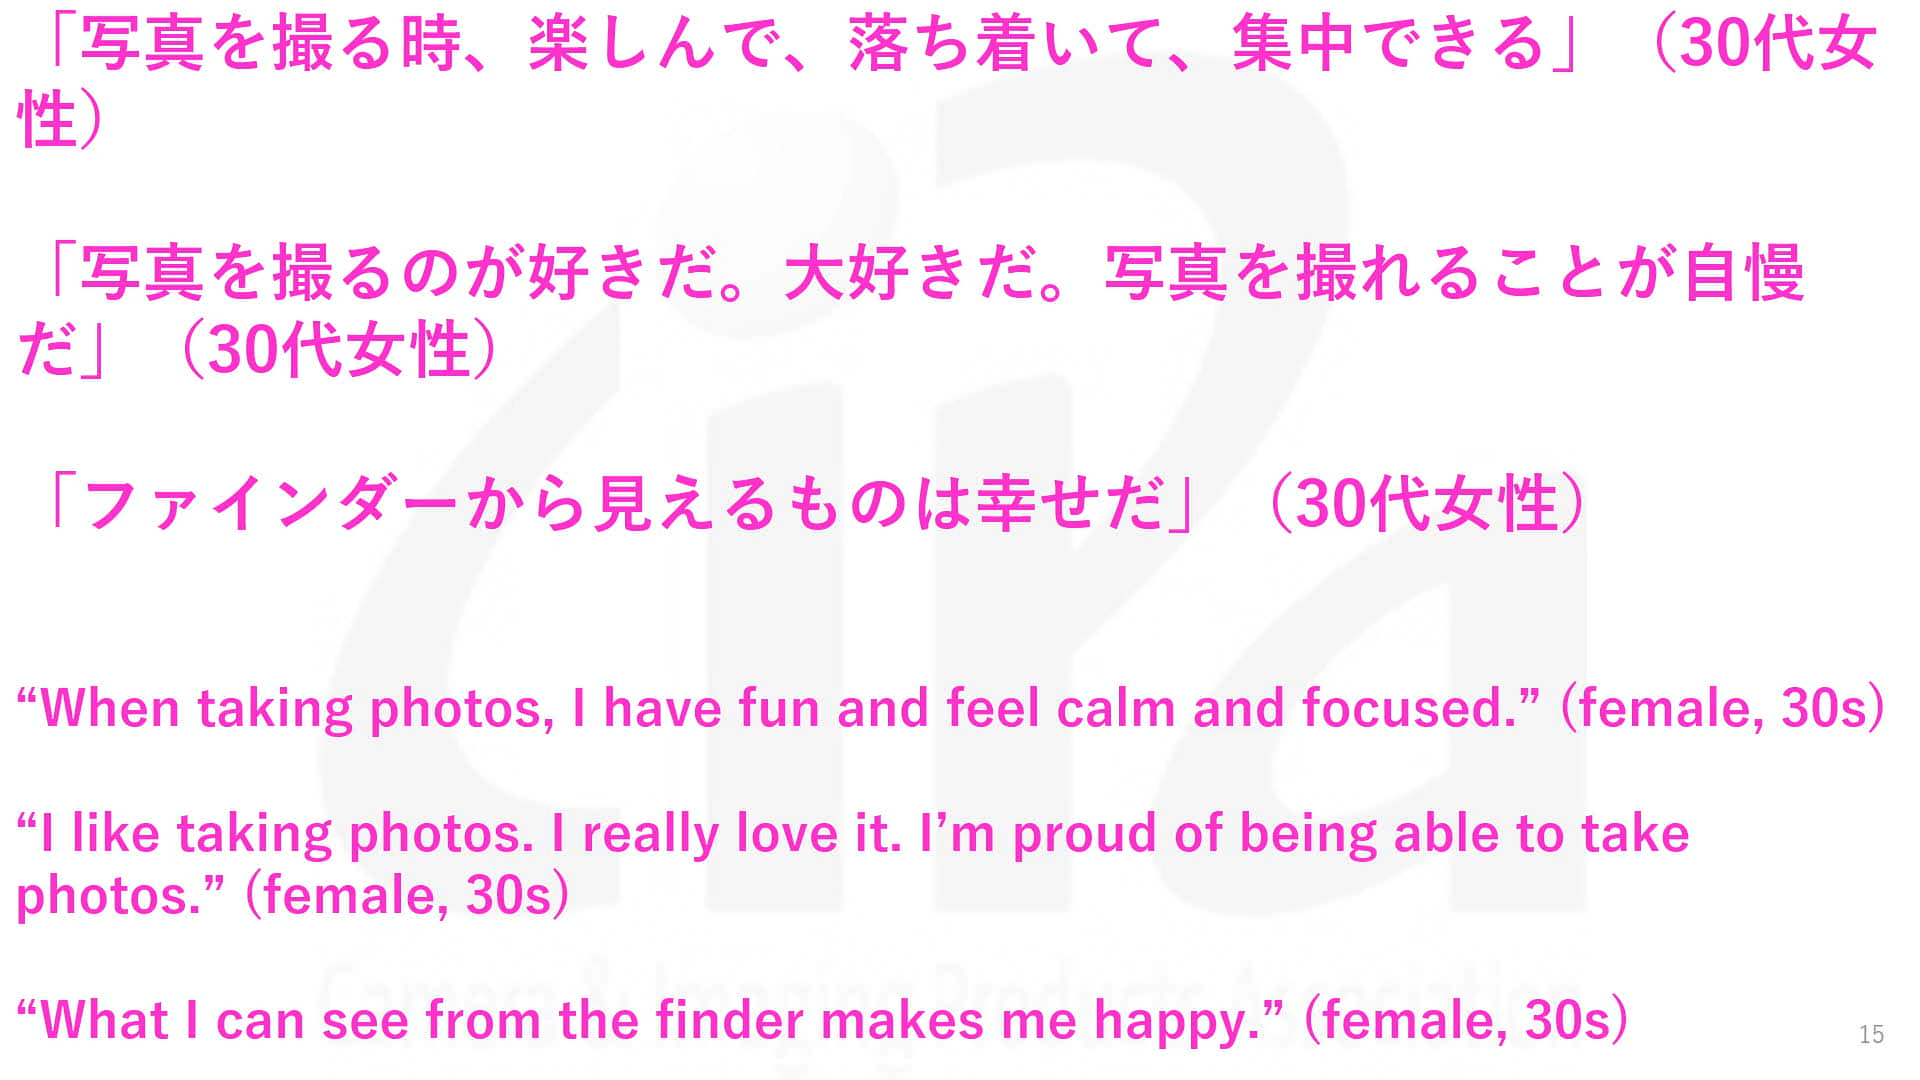 「写真を撮る時、楽しんで、落ち着いて、集中できる」（30代女
性）
「写真を撮るのが好きだ。大好きだ。写真を撮れることが自慢
だ」（30代女性）
「ファインダーから見えるものは幸せだ」（30代女性）
“When taking photos, I have fun and feel calm and focused.” (female, 30s)
“I like taking photos. I really love it. I’m proud of being able to take
photos.” (female, 30s)
Camera & Imaging Products Association
“What I can see from the finder makes me happy.” (female, 30s)
15